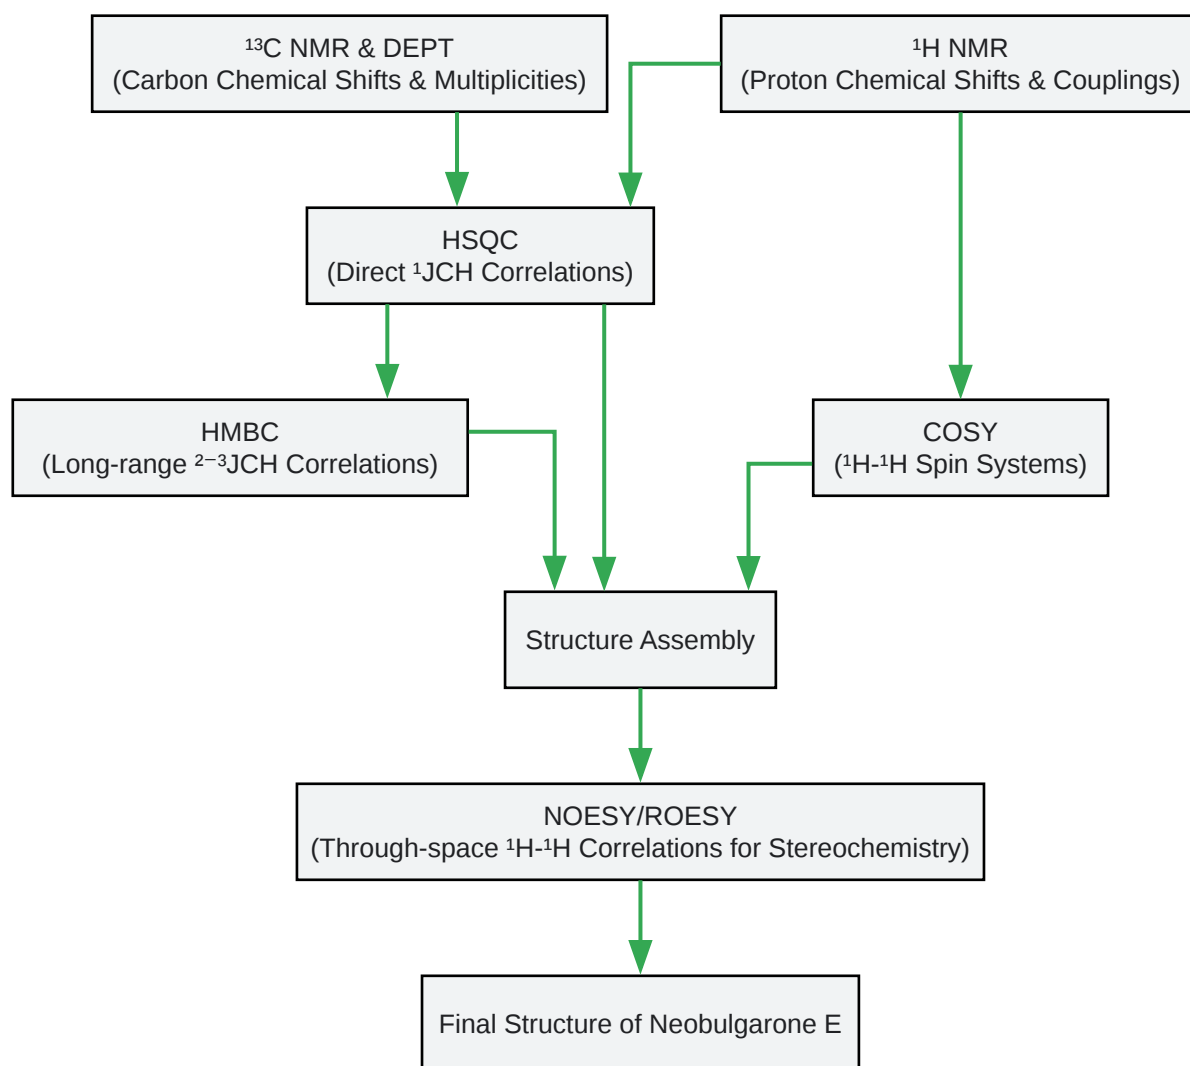 ¹³C NMR & DEPT
(Carbon Chemical Shifts & Multiplicities)
¹H NMR
(Proton Chemical Shifts & Couplings)
HSQC
(Direct ¹JCH Correlations)
HMBC
(Long-range ²⁻³JCH Correlations)
COSY
(¹H-¹H Spin Systems)
Structure Assembly
NOESY/ROESY
(Through-space ¹H-¹H Correlations for Stereochemistry)
Final Structure of Neobulgarone E